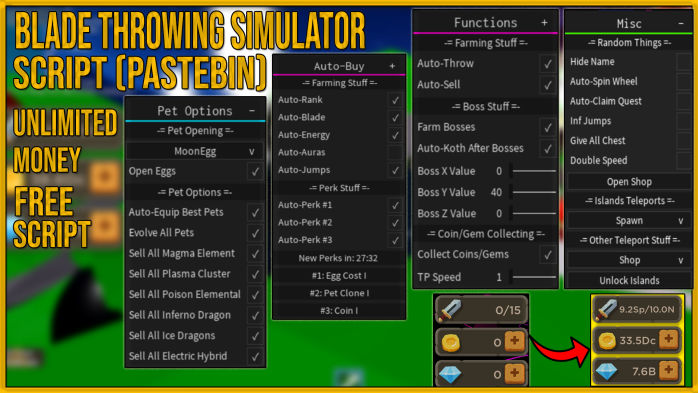 BLADE THROWING SIMULATOR
SCRIPT (PASTEBIN)
UNLIMITED
MONEY
FREE
SCRIPT
Pet Options –
-= Pet Opening =-
MoonEgg v
Open Eggs ✓
-= Pet Options =-
Auto-Equip Best Pets ✓
Evolve All Pets ✓
Sell All Magma Element ✓
Sell All Plasma Cluster ✓
Sell All Poison Elemental ✓
Sell All Inferno Dragon ✓
Sell All Ice Dragons ✓
Sell All Electric Hybrid ✓
Auto-Buy +
-= Farming Stuff =-
Auto-Rank ✓
Auto-Blade ✓
Auto-Energy ✓
Auto-Auras
Auto-Jumps ✓
-= Perk Stuff =-
Auto-Perk #1 ✓
Auto-Perk #2 ✓
Auto-Perk #3 ✓
New Perks in: 27:32
#1: Egg Cost I
#2: Pet Clone I
#3: Coin I
Functions +
-= Farming Stuff =-
Auto-Throw ✓
Auto-Sell ✓
-= Boss Stuff =-
Farm Bosses ✓
Auto-Koth After Bosses ✓
Boss X Value 0
Boss Y Value 40
Boss Z Value 0
-= Coin/Gem Collecting =-
Collect Coins/Gems ✓
TP Speed 1
Misc –
-= Random Things =-
Hide Name
Auto-Spin Wheel
Auto-Claim Quest
Inf Jumps
Give All Chest
Double Speed
Open Shop
-= Islands Teleports =-
Spawn v
-= Other Teleport Stuff =-
Shop v
Unlock Islands
0/15
0 +
0 +
9.2Sp/10.0N
33.5Dc +
7.6B +